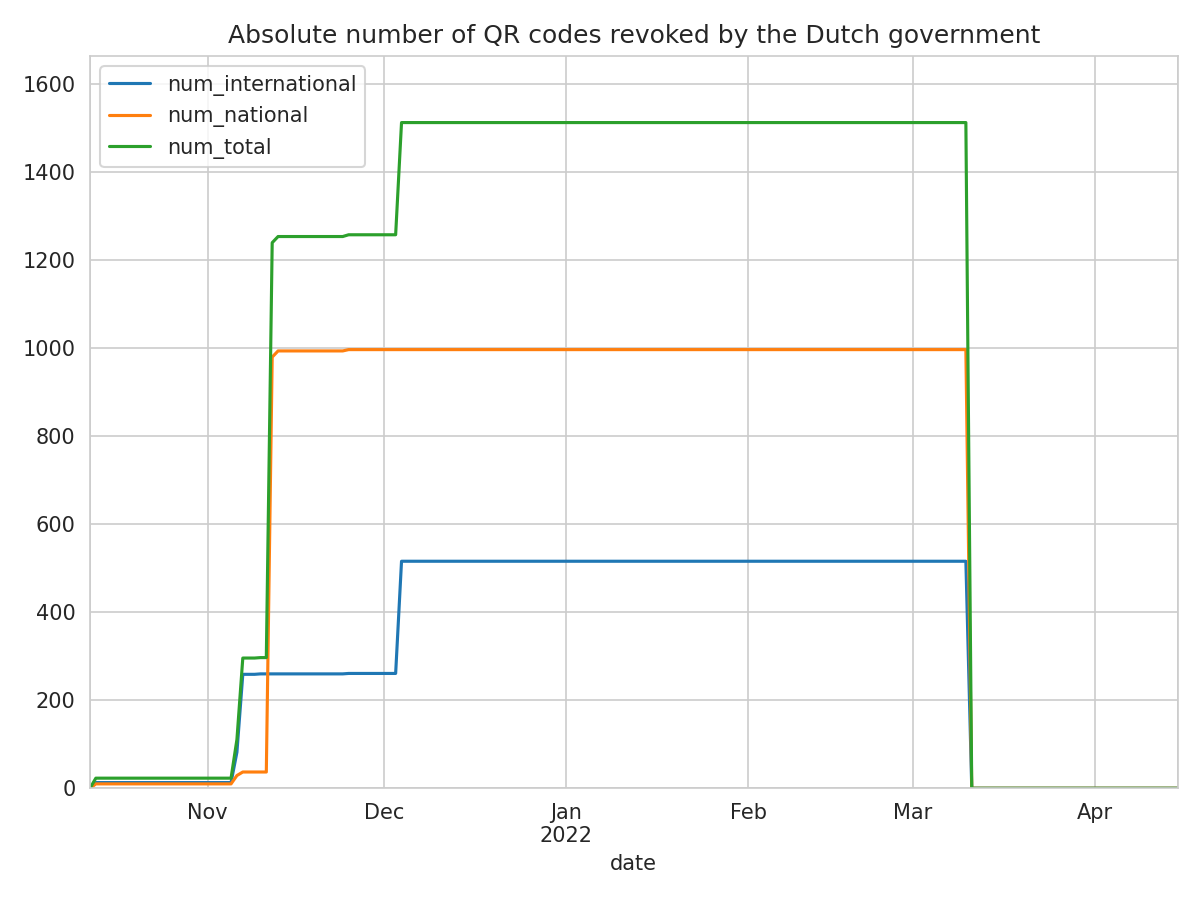 Absolute number of QR codes revoked by the Dutch government
num_international
num_national
num_total
1600
1400
1200
1000
800
600
400
200
0
Nov Dec Jan Feb Mar Apr
2022
date